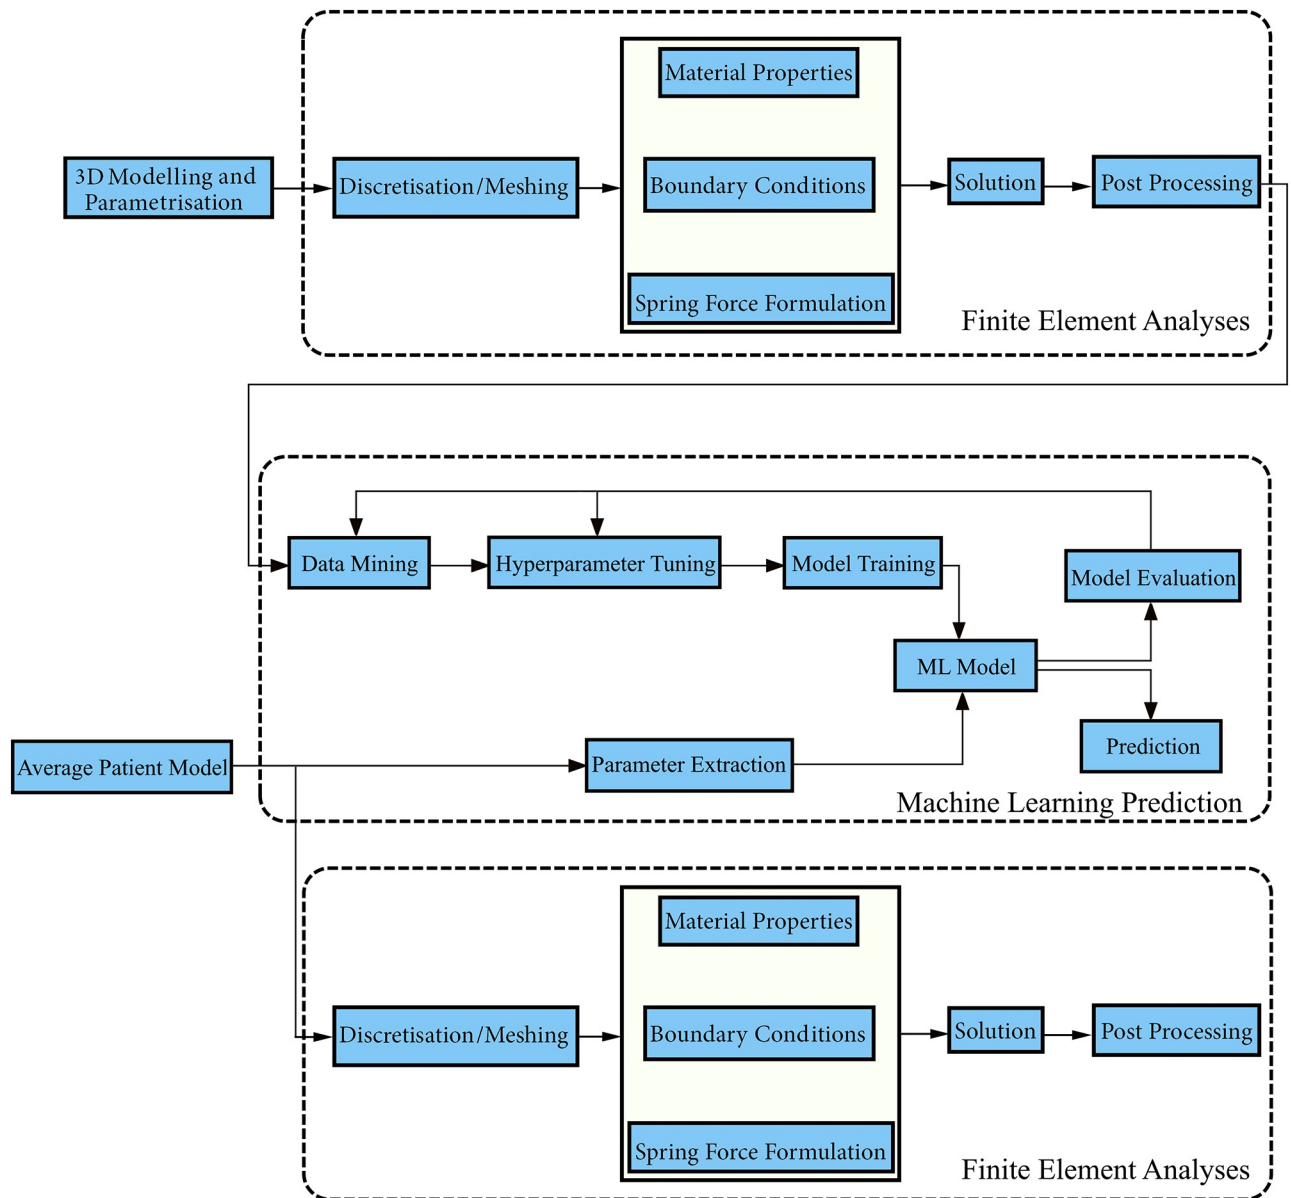 Material Properties
3D Modelling and
Parametrisation
Discretisation/Meshing
Boundary Conditions
Solution
Post Processing
Spring Force Formulation
Finite Element Analyses
Data Mining
Hyperparameter Tuning
Model Training
Model Evaluation
ML Model
Prediction
Average Patient Model
Parameter Extraction
Machine Learning Prediction
Material Properties
Discretisation/Meshing
Boundary Conditions
Solution
Post Processing
Spring Force Formulation
Finite Element Analyses